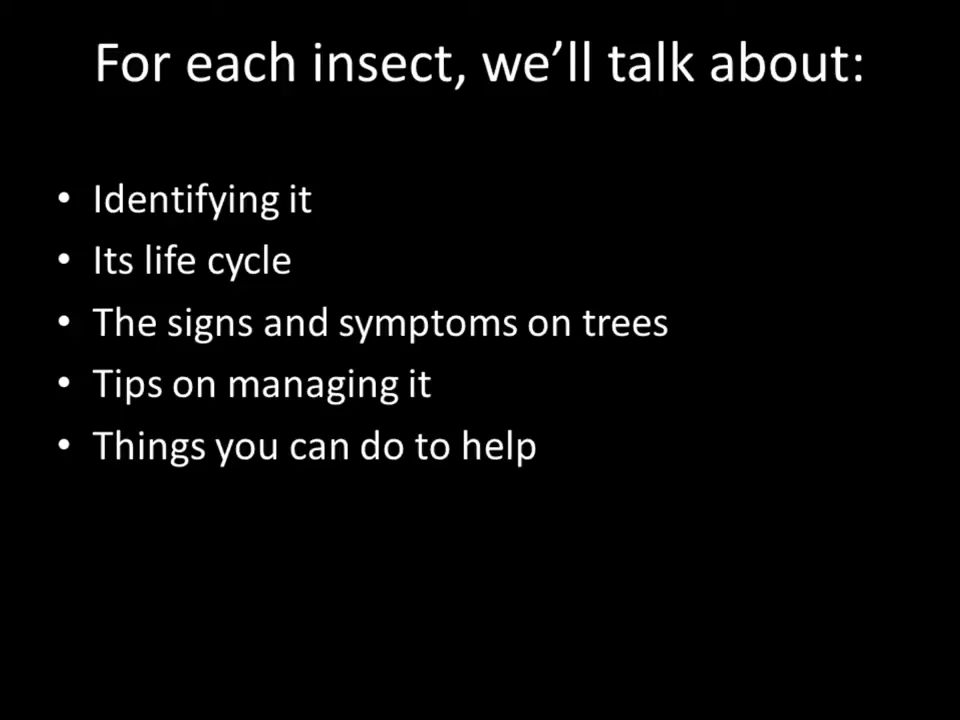 For each insect, we’ll talk about:
• Identifying it
• Its life cycle
• The signs and symptoms on trees
• Tips on managing it
• Things you can do to help